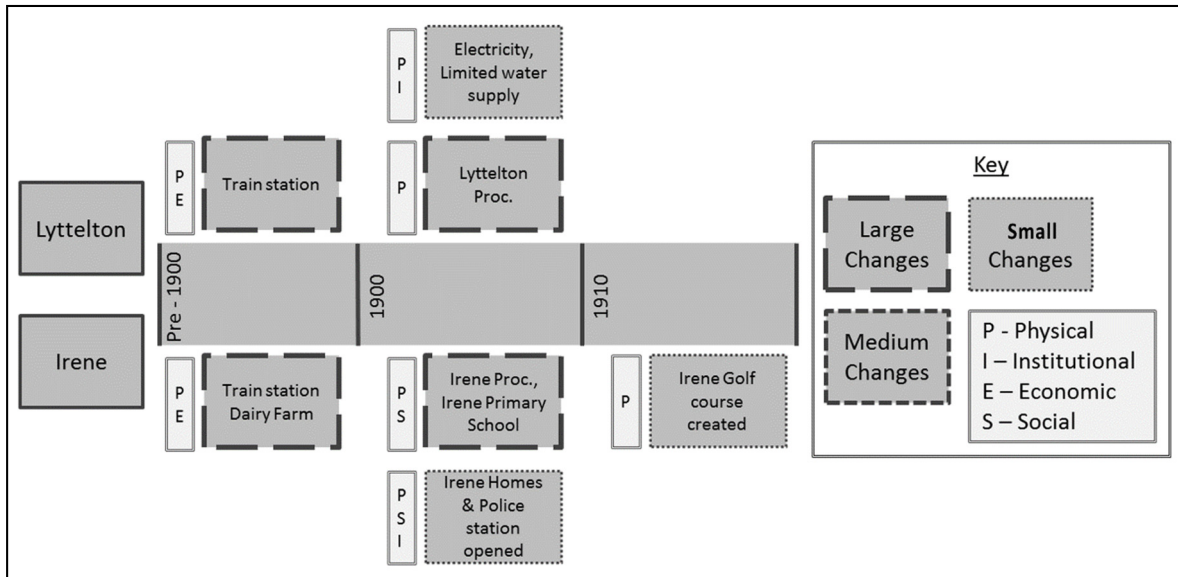 P
I
Electricity,
Limited water
supply
P
E
Train station
P
Lyttelton
Proc.
Lyttelton
Irene
Pre - 1900
1900
1910
P
E
Train station
Dairy Farm
P
S
Irene Proc.,
Irene Primary
School
P
Irene Golf
course
created
P
S
I
Irene Homes
& Police
station
opened
Key
Large
Changes
Small
Changes
Medium
Changes
P - Physical
I – Institutional
E – Economic
S – Social